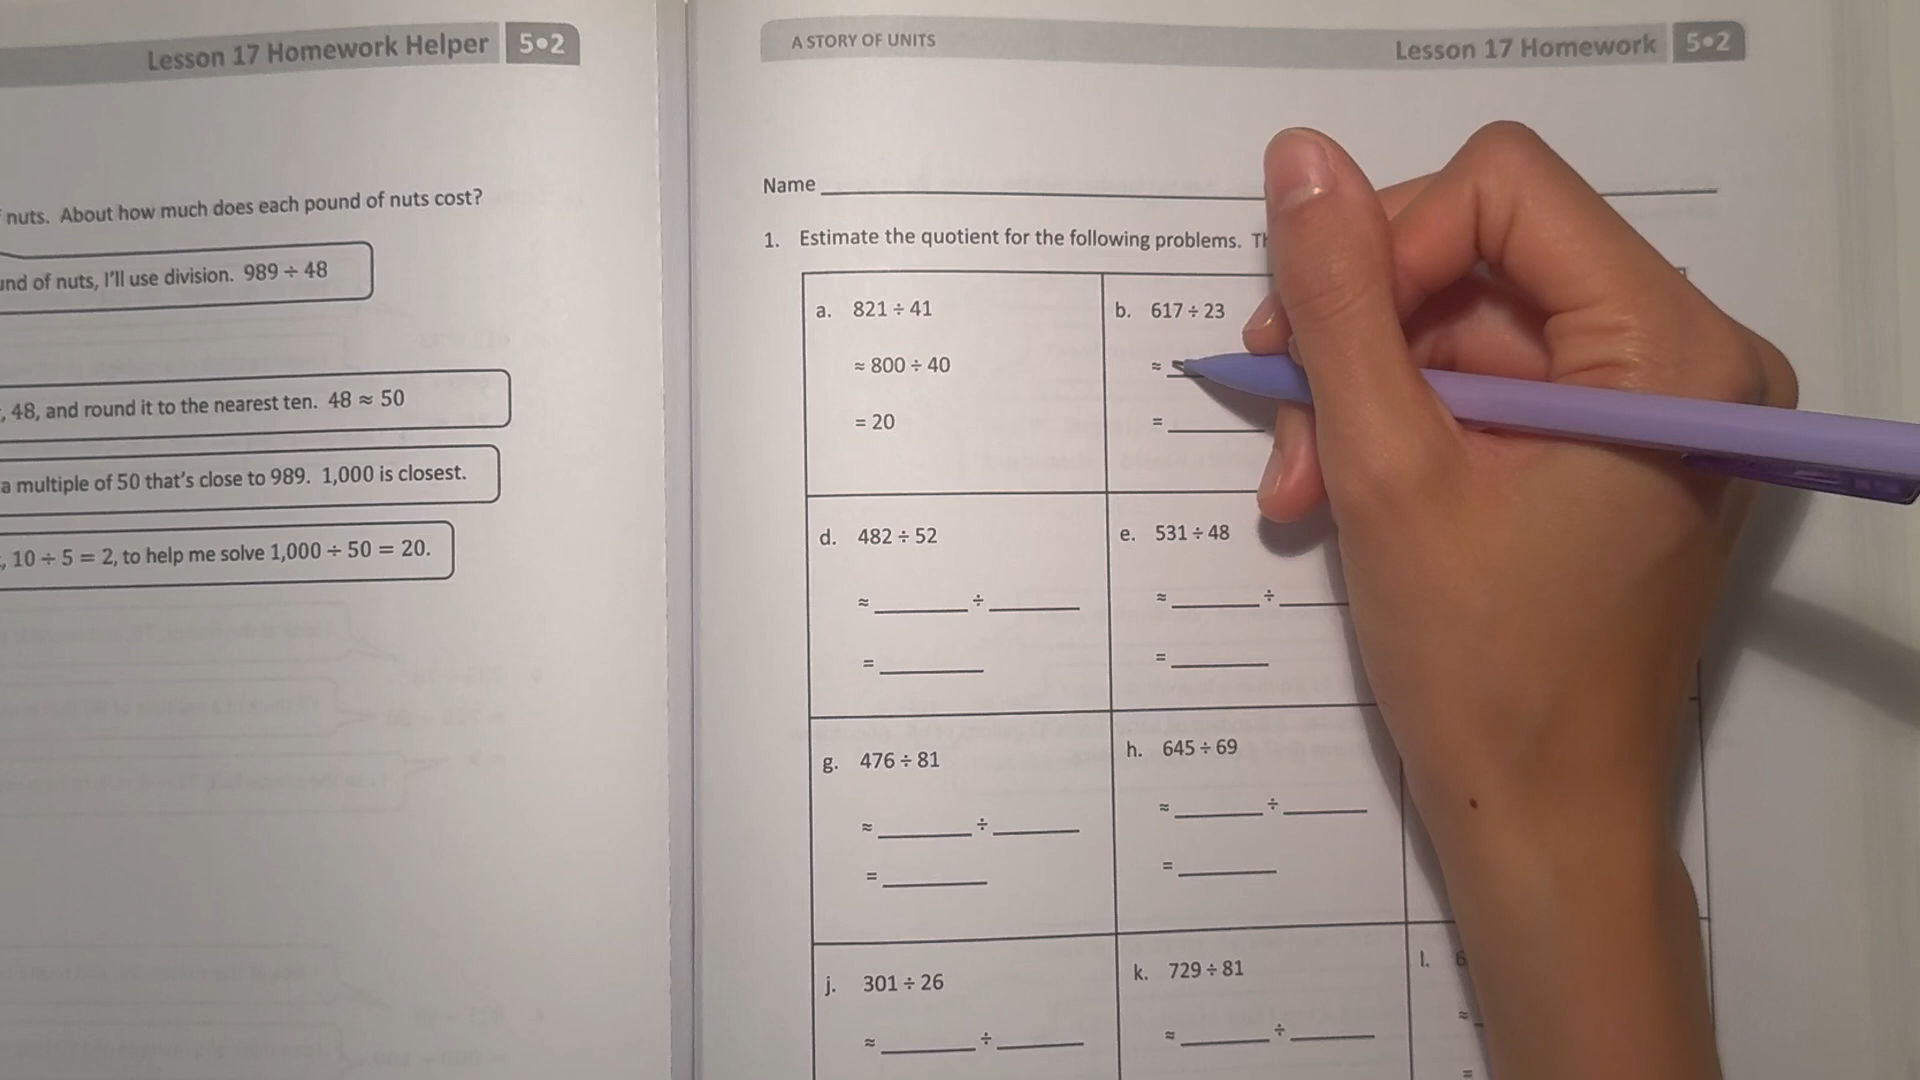 Lesson 17 Homework Helper 5•2
nuts. About how much does each pound of nuts cost?
of nuts, I'll use division. 989 ÷ 48
, 48, and round it to the nearest ten. 48 ≈ 50
a multiple of 50 that's close to 989. 1,000 is closest.
, 10 ÷ 5 = 2, to help me solve 1,000 ÷ 50 = 20.
A STORY OF UNITS Lesson 17 Homework 5•2
Name
1. Estimate the quotient for the following problems.
a. 821 ÷ 41
≈ 800 ÷ 40
= 20
b. 617 ÷ 23
≈
=
d. 482 ÷ 52
≈ ÷
=
e. 531 ÷ 48
≈ ÷
=
g. 476 ÷ 81
≈ ÷
=
h. 645 ÷ 69
≈ ÷
=
j. 301 ÷ 26
≈ ÷
k. 729 ÷ 81
≈ ÷
l. 6
≈
=